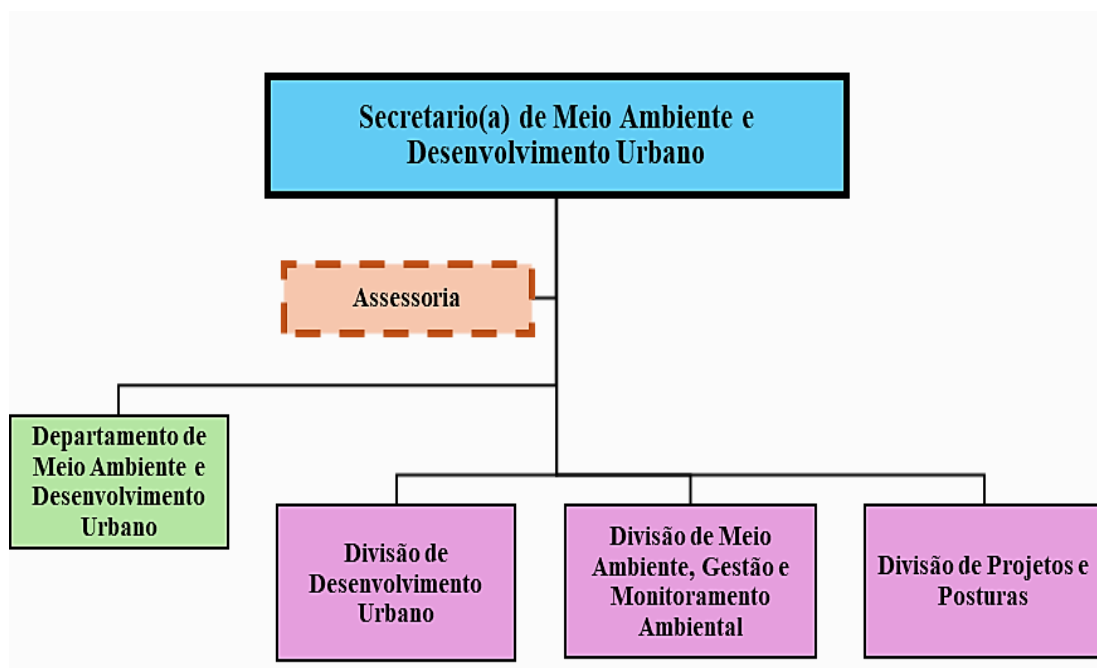 Secretario(a) de Meio Ambiente e
Desenvolvimento Urbano
Assessoria
Departamento de
Meio Ambiente e
Desenvolvimento
Urbano
Divisão de
Desenvolvimento
Urbano
Divisão de Meio
Ambiente, Gestão e
Monitoramento
Ambiental
Divisão de Projetos e
Posturas